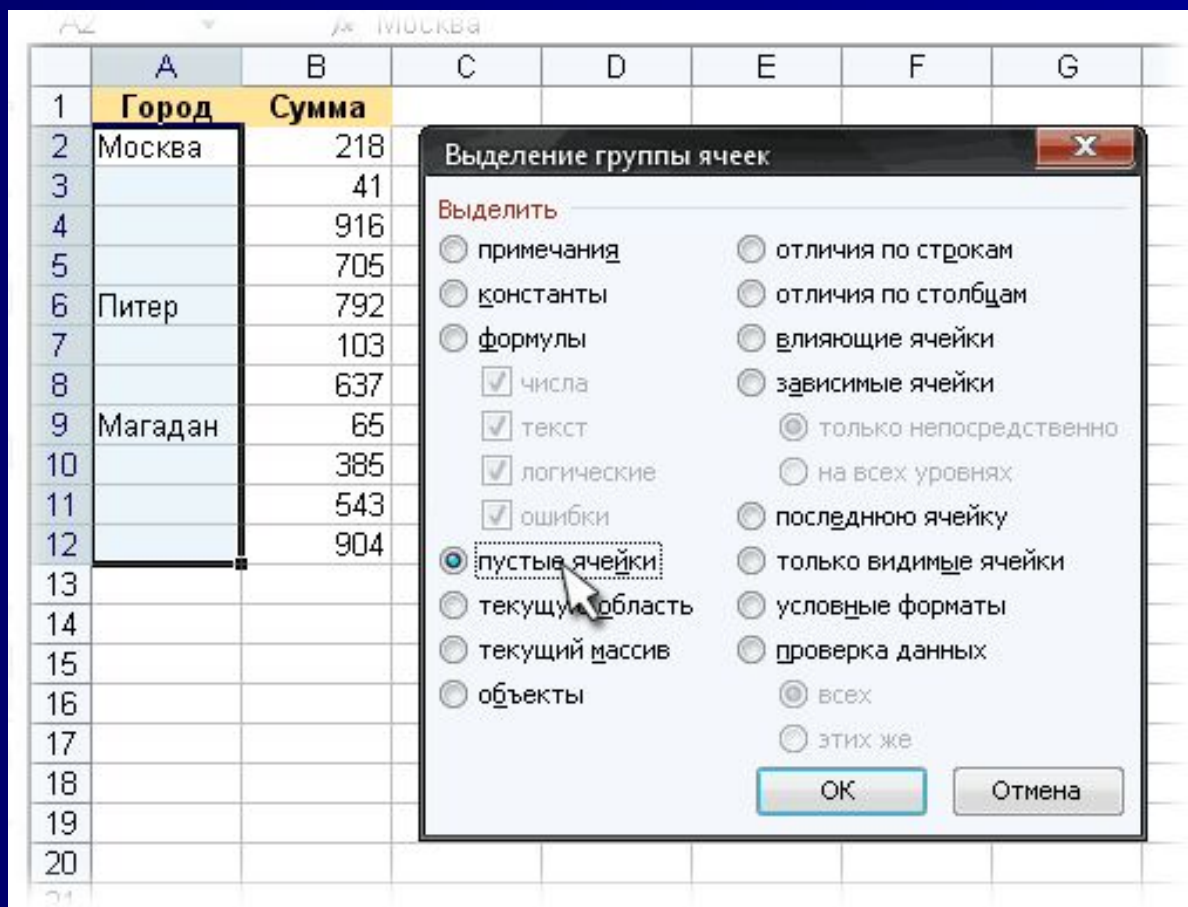 A2 fx Москва
A B C D E F G
1 Город Сумма
2 Москва 218
3 41
4 916
5 705
6 Питер 792
7 103
8 637
9 Магадан 65
10 385
11 543
12 904
13
14
15
16
17
18
19
20
21
Выделение группы ячеек
Выделить
примечания
константы
формулы
числа
текст
логические
ошибки
пустые ячейки
текущую область
текущий массив
объекты
отличия по строкам
отличия по столбцам
влияющие ячейки
зависимые ячейки
только непосредственно
на всех уровнях
последнюю ячейку
только видимые ячейки
условные форматы
проверка данных
всех
этих же
ОК Отмена